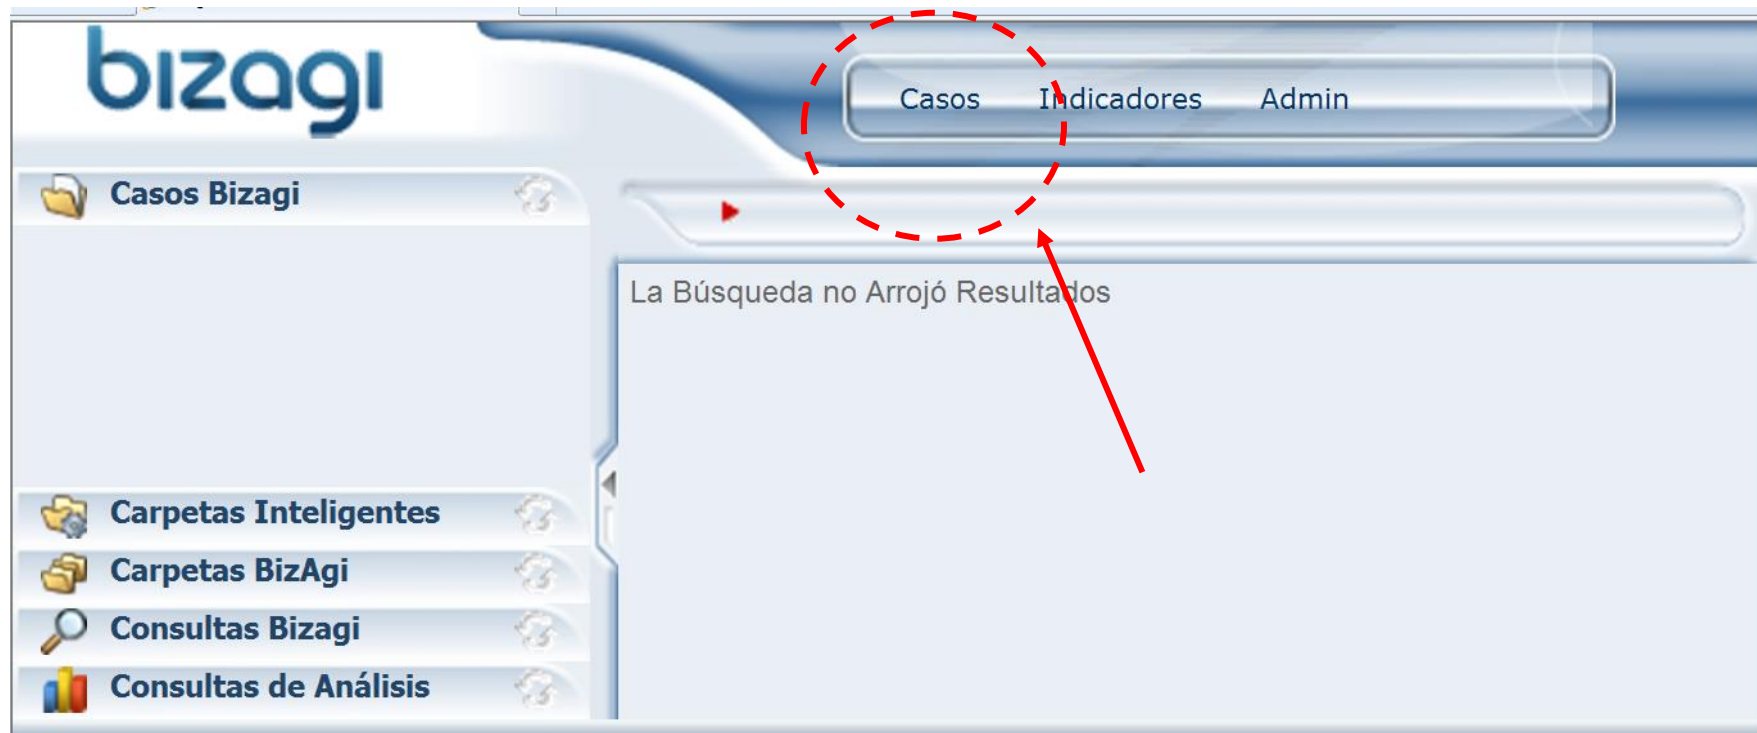 bizagi
Casos Indicadores Admin
Casos Bizagi
La Búsqueda no Arrojó Resultados
Carpetas Inteligentes
Carpetas BizAgi
Consultas Bizagi
Consultas de Análisis